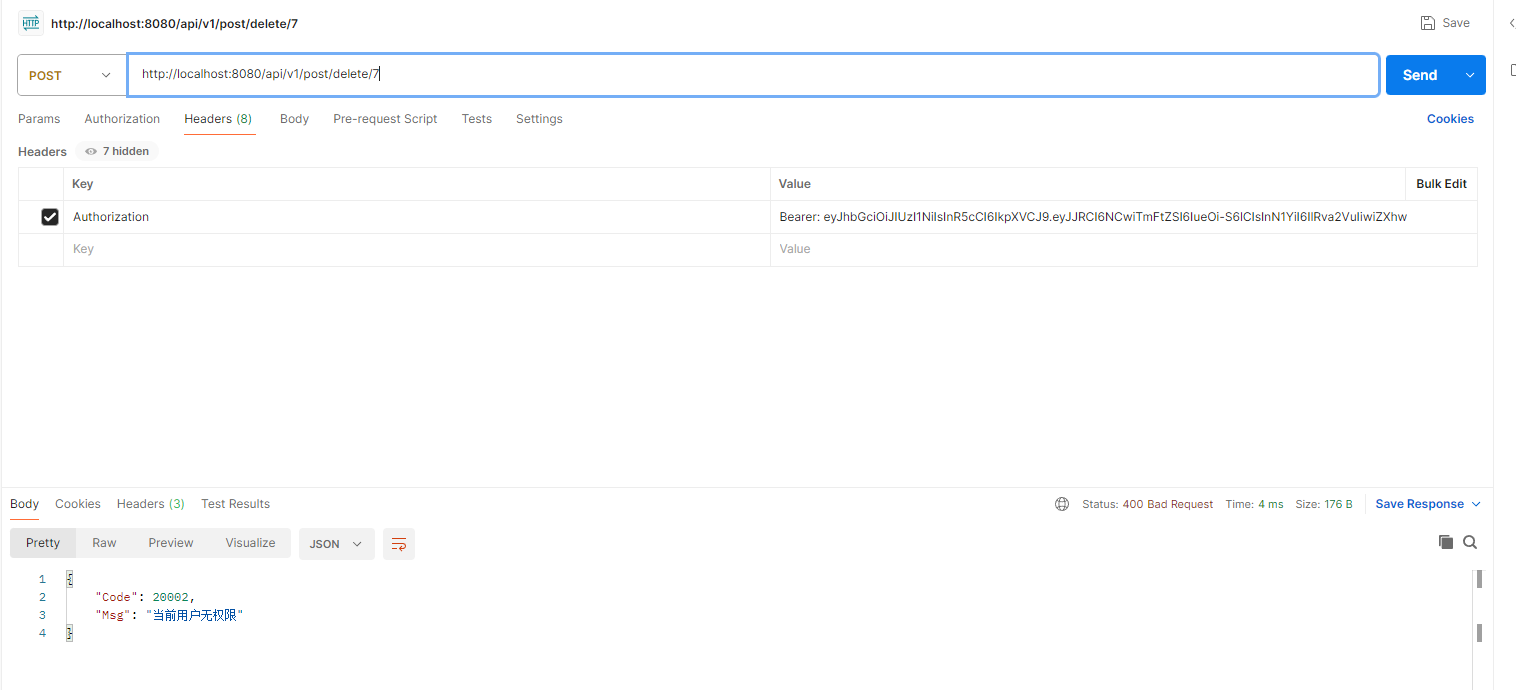 HTTP http://localhost:8080/api/v1/post/delete/7 Save
POST http://localhost:8080/api/v1/post/delete/7 Send
Params Authorization Headers (8) Body Pre-request Script Tests Settings Cookies
Headers 7 hidden
Key Value Bulk Edit
Authorization Bearer: eyJhbGciOiJIUzI1NiIsInR5cCI6IkpXVCJ9.eyJJRCI6NCwiTmFtZSI6IueOi-S6lCIsInN1YiI6IlRva2VuIiwiZXhw
Key Value
Body Cookies Headers (3) Test Results Status: 400 Bad Request Time: 4 ms Size: 176 B Save Response
Pretty Raw Preview Visualize JSON
1 {
2 "Code": 20002,
3 "Msg": "当前用户无权限"
4 }